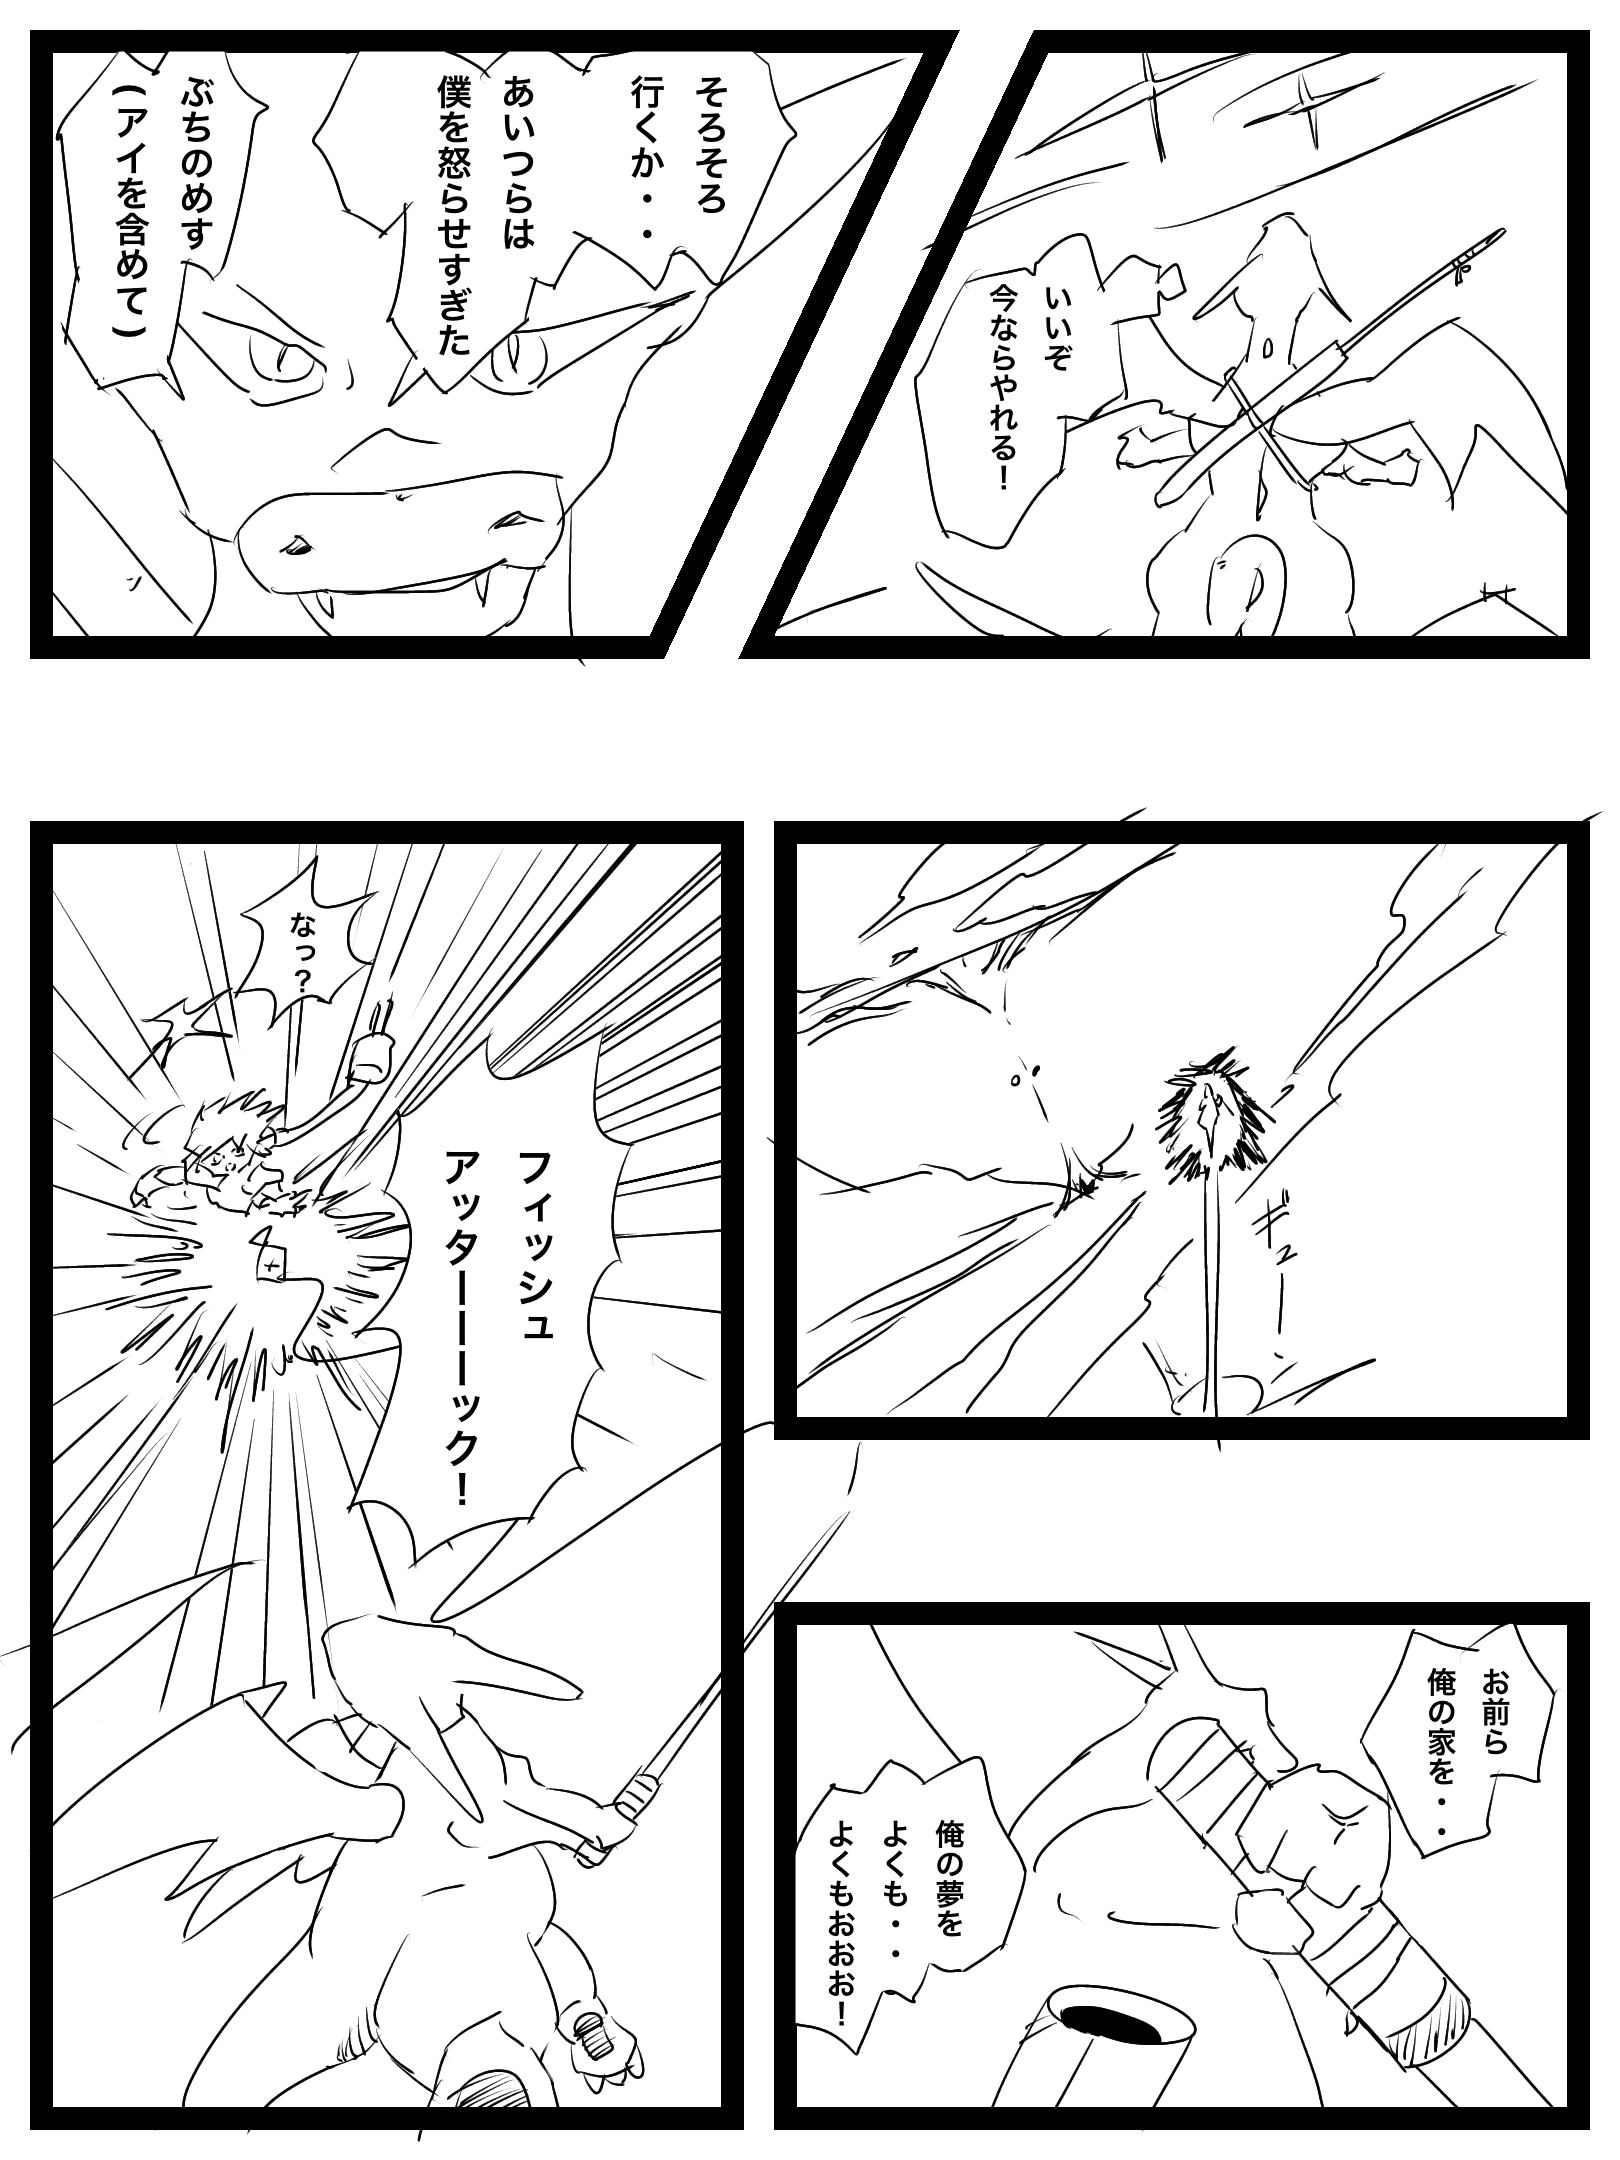 いいぞ
今ならやれる！
そろそろ
行くか・・
あいつらは
僕を怒らせすぎた
ぶちのめす
(アイを含めて)
お前ら
俺の家を・・
俺の夢を
よくも・・
よくもおおお！
なっ？
フィッシュ
アッターーーック！